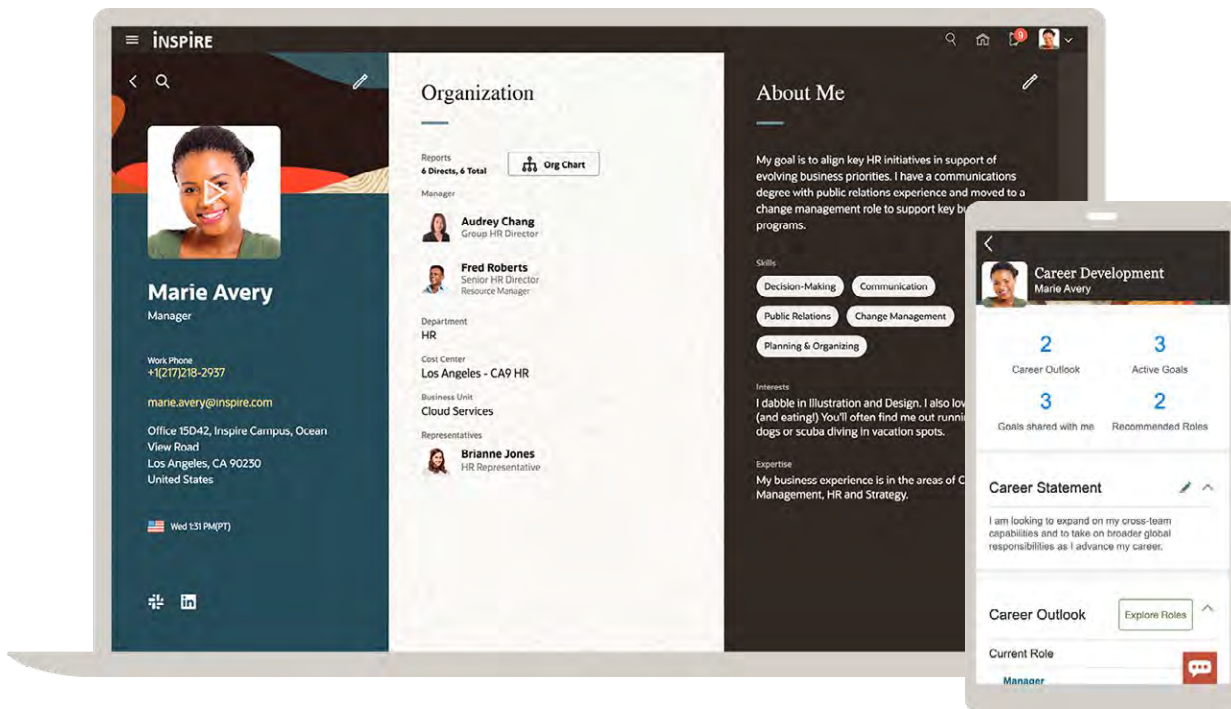 iNSPiRE
9
Marie Avery
Manager
Work Phone
+1(217)218-2937
marie.avery@inspire.com
Office 15D42, Inspire Campus, Ocean
View Road
Los Angeles, CA 90230
United States
Wed 1:31 PM(PT)
in
Organization
Reports
6 Directs, 6 Total
Org Chart
Manager
Audrey Chang
Group HR Director
Fred Roberts
Senior HR Director
Resource Manager
Department
HR
Cost Center
Los Angeles - CA9 HR
Business Unit
Cloud Services
Representatives
Brianne Jones
HR Representative
About Me
My goal is to align key HR initiatives in support of
evolving business priorities. I have a communications
degree with public relations experience and moved to a
change management role to support key
programs.
Skills
Decision-Making
Communication
Public Relations
Change Management
Planning & Organizing
Interests
I dabble in Illustration and Design. I also
(and eating!) You'll often find me out
dogs or scuba diving in vacation spots.
Expertise
My business experience is in the areas of
Management, HR and Strategy.
Career Development
Marie Avery
2
Career Outlook
3
Active Goals
3
Goals shared with me
2
Recommended Roles
Career Statement
I am looking to expand on my cross-team
capabilities and to take on broader global
responsibilities as I advance my career.
Career Outlook
Explore Roles
Current Role
Manager